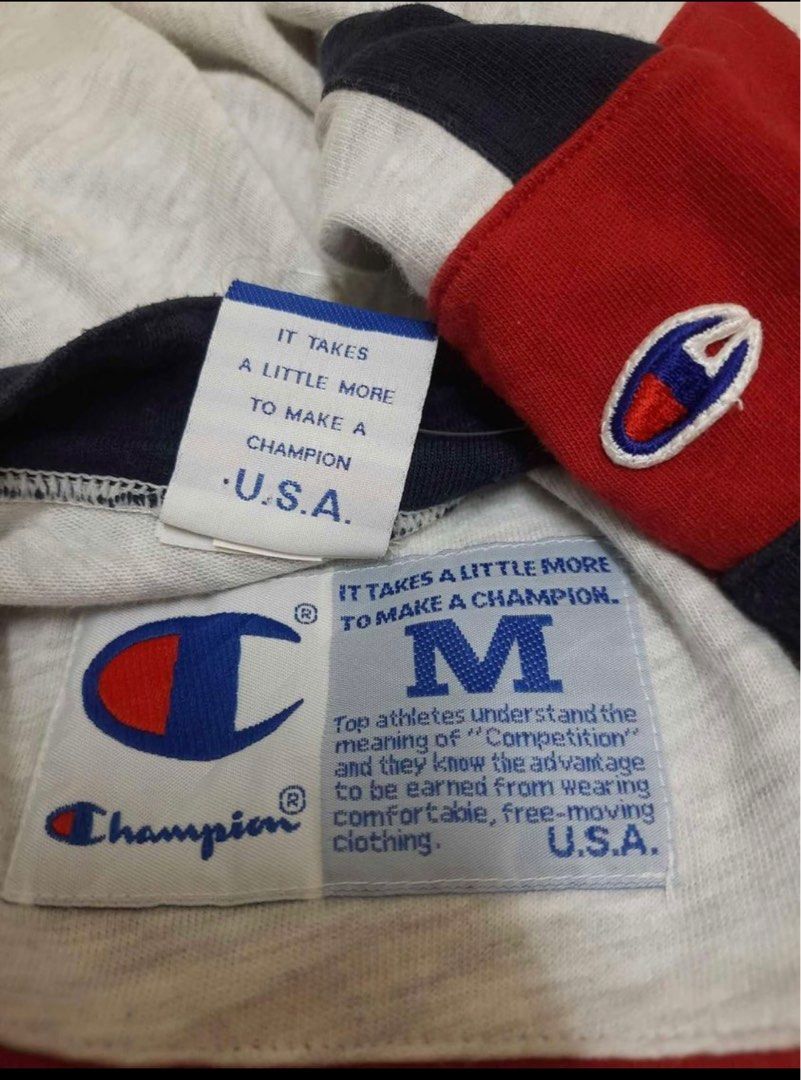 IT TAKES
A LITTLE MORE
TO MAKE A
CHAMPION
U.S.A.
®
IT TAKES A LITTLE MORE
TO MAKE A CHAMPION.
M
Top athletes understand the
meaning of "Competition"
and they know the advantage
to be earned from wearing
comfortable, free-moving
clothing.
U.S.A.
Champion®